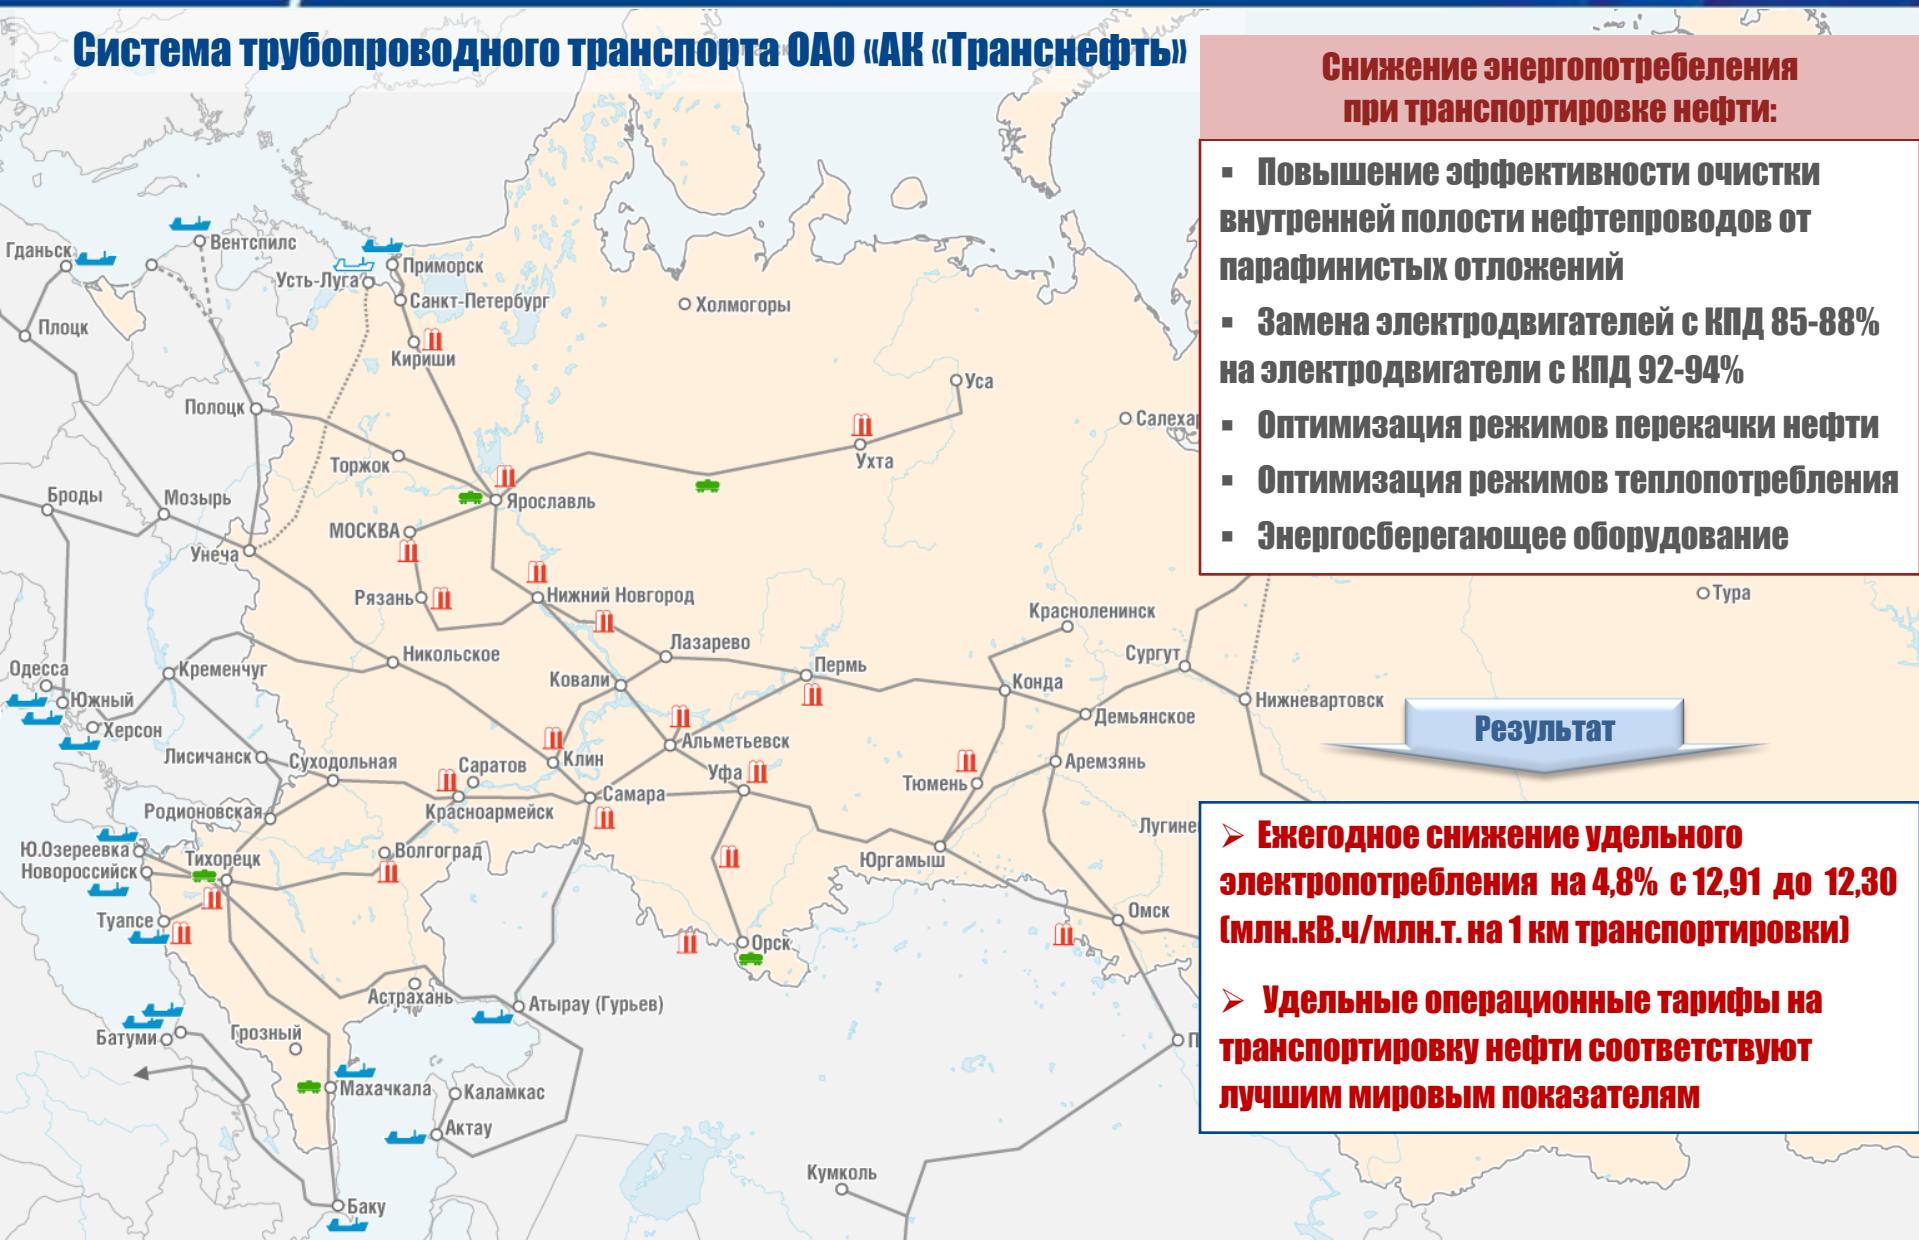 Система трубопроводного транспорта ОАО «АК «Транснефть»
Снижение энергопотребеления
при транспортировке нефти:
▪ Повышение эффективности очистки
внутренней полости нефтепроводов от
парафинистых отложений
▪ Замена электродвигателей с КПД 85-88%
на электродвигатели с КПД 92-94%
▪ Оптимизация режимов перекачки нефти
▪ Оптимизация режимов теплопотребления
▪ Энергосберегающее оборудование
Результат
➢ Ежегодное снижение удельного
электропотребления на 4,8% с 12,91 до 12,30
(млн.кВ.ч/млн.т. на 1 км транспортировки)
➢ Удельные операционные тарифы на
транспортировку нефти соответствуют
лучшим мировым показателям
Гданьск
Вентспилс
Приморск
Усть-Луга
Санкт-Петербург
Холмогоры
Плоцк
Кириши
Уса
Полоцк
Салехар
Торжок
Ухта
Броды
Мозырь
Ярославль
МОСКВА
Унеча
Рязань
Нижний Новгород
Тура
Красноленинск
Лазарево
Никольское
Сургут
Пермь
Одесса
Кременчуг
Ковали
Конда
Южный
Нижневартовск
Херсон
Демьянское
Альметьевск
Лисичанск
Суходольная
Саратов
Клин
Уфа
Аремзянь
Тюмень
Самара
Родионовская
Красноармейск
Лугине
Ю.Озереевка
Тихорецк
Волгоград
Юргамыш
Новороссийск
Туапсе
Омск
Орск
Астрахань
Атырау (Гурьев)
Батуми
Грозный
П
Махачкала
Каламкас
Актау
Кумколь
Баку